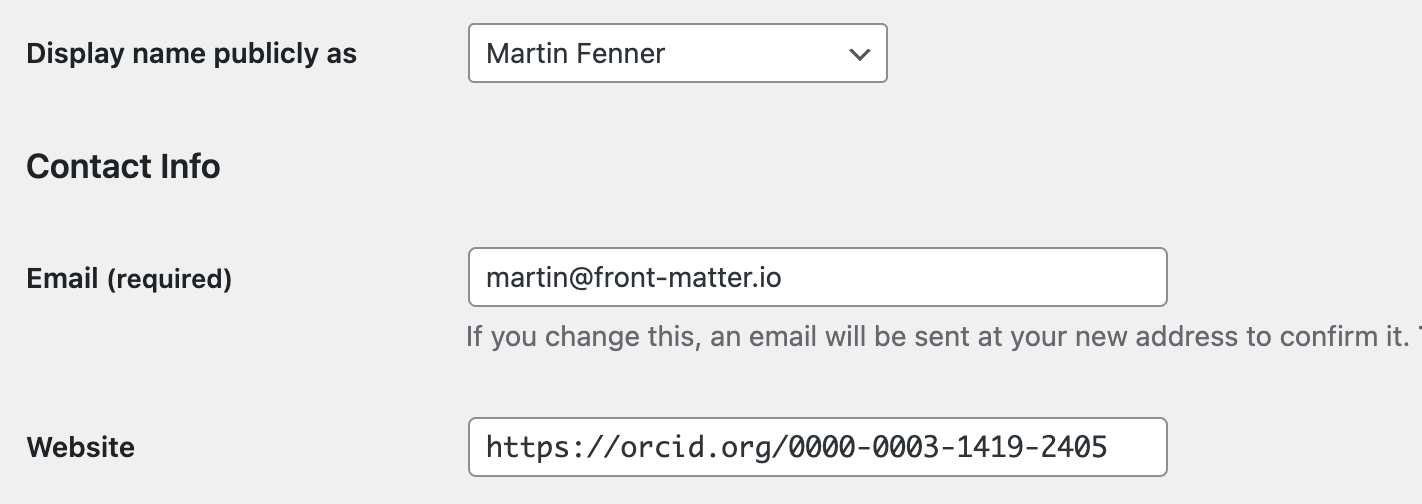 Display name publicly as
Martin Fenner
Contact Info
Email (required)
martin@front-matter.io
If you change this, an email will be sent at your new address to confirm it.
Website
https://orcid.org/0000-0003-1419-2405